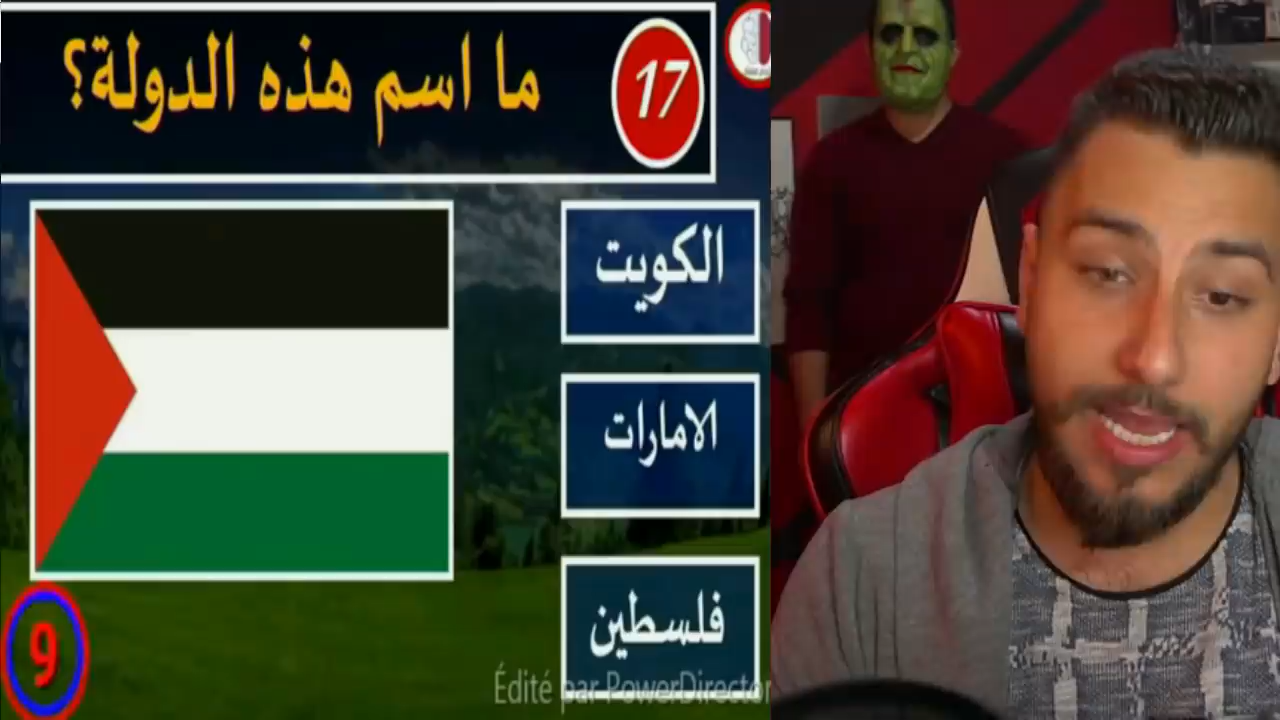 ما اسم هذه الدولة؟
17
الكويت
الامارات
فلسطين
9
Édité par PowerDirector